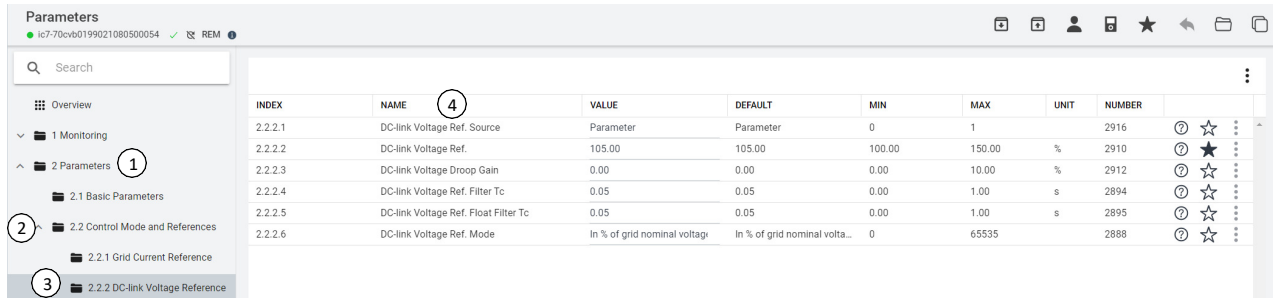 Parameters
ic7-70cvb0199021080500054 REM
Search
Overview
1 Monitoring
2 Parameters 1
2.1 Basic Parameters
2 2.2 Control Mode and References
2.2.1 Grid Current Reference
3 2.2.2 DC-link Voltage Reference
INDEX NAME 4 VALUE DEFAULT MIN MAX UNIT NUMBER
2.2.2.1 DC-link Voltage Ref. Source Parameter Parameter 0 1 2916
2.2.2.2 DC-link Voltage Ref. 105.00 105.00 100.00 150.00 % 2910
2.2.2.3 DC-link Voltage Droop Gain 0.00 0.00 0.00 10.00 % 2912
2.2.2.4 DC-link Voltage Ref. Filter Tc 0.05 0.05 0.00 1.00 s 2894
2.2.2.5 DC-link Voltage Ref. Float Filter Tc 0.05 0.05 0.00 1.00 s 2895
2.2.2.6 DC-link Voltage Ref. Mode In % of grid nominal voltage In % of grid nominal volta... 0 65535 2888